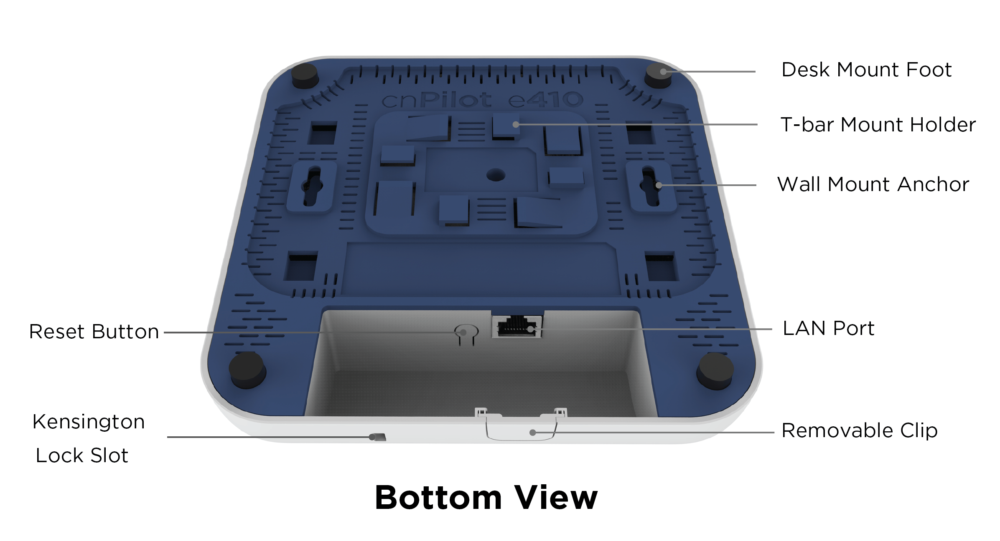 Desk Mount Foot
cnPilot e410
T-bar Mount Holder
Wall Mount Anchor
Reset Button
LAN Port
Kensington
Lock Slot
Removable Clip
Bottom View